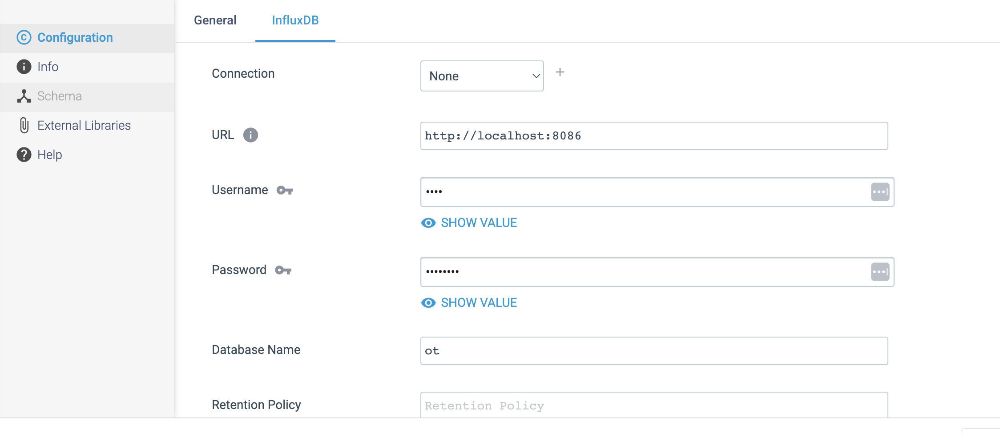 General
InfluxDB
Configuration
Info
Schema
External Libraries
Help
Connection
None
URL
http://localhost:8086
Username
••••
SHOW VALUE
Password
••••••••
SHOW VALUE
Database Name
ot
Retention Policy
Retention Policy